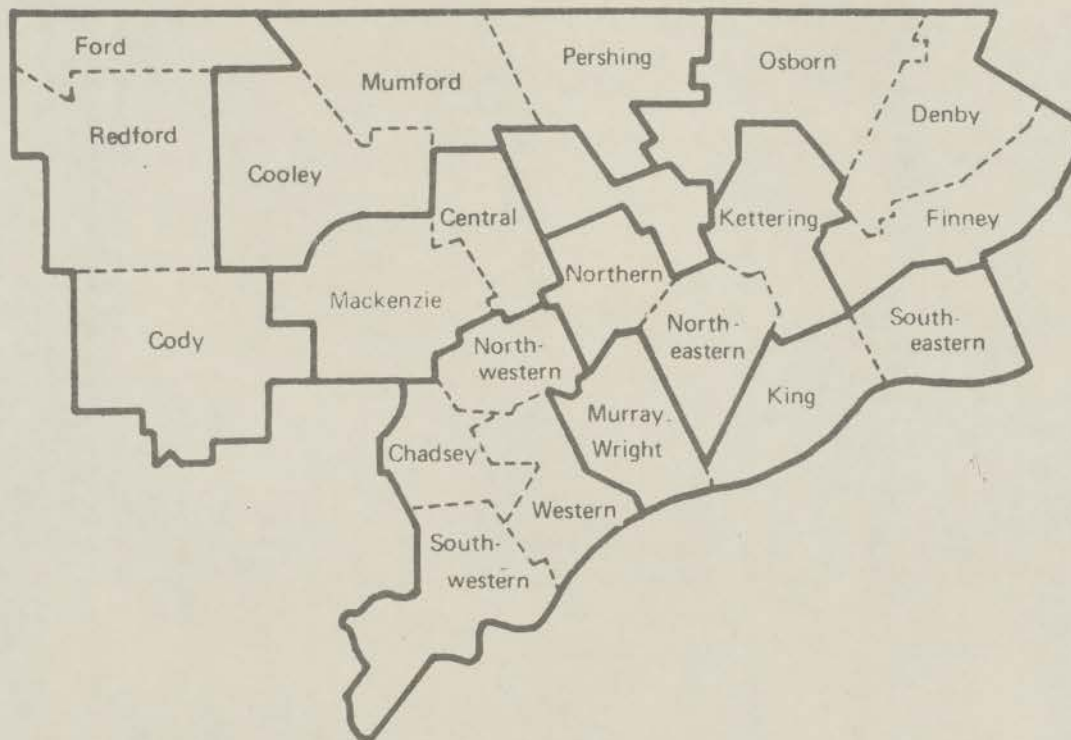 Ford
Pershing
Osborn
Mumford
Denby
Redford
Cooley
Central
Kettering
Finney
Northern
Mackenzie
North-
eastern
South-
eastern
Cody
North-
western
King
Murray-
Wright
Chadsey
Western
South-
western